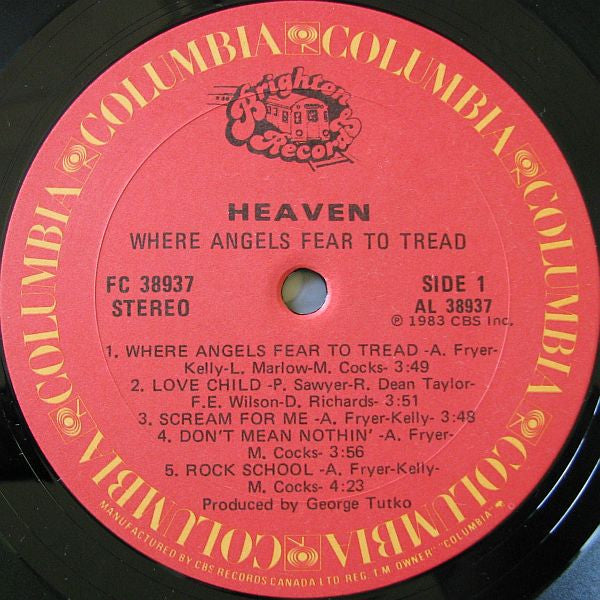 COLUMBIA COLUMBIA COLUMBIA COLUMBIA COLUMBIA COLUMBIA
Brighton
Records
HEAVEN
WHERE ANGELS FEAR TO TREAD
FC 38937
STEREO
SIDE 1
AL 38937
℗ 1983 CBS Inc.
1. WHERE ANGELS FEAR TO TREAD -A. Fryer-
Kelly-L. Marlow-M. Cocks- 3:49
2. LOVE CHILD -P. Sawyer-R. Dean Taylor-
F.E. Wilson-D. Richards- 3:51
3. SCREAM FOR ME -A. Fryer-Kelly- 3:48
4. DON'T MEAN NOTHIN' -A. Fryer-
M. Cocks- 3:56
5. ROCK SCHOOL -A. Fryer-Kelly-
M. Cocks- 4:23
Produced by George Tutko
MANUFACTURED BY CBS RECORDS CANADA LTD REG. T.M. OWNER "COLUMBIA"